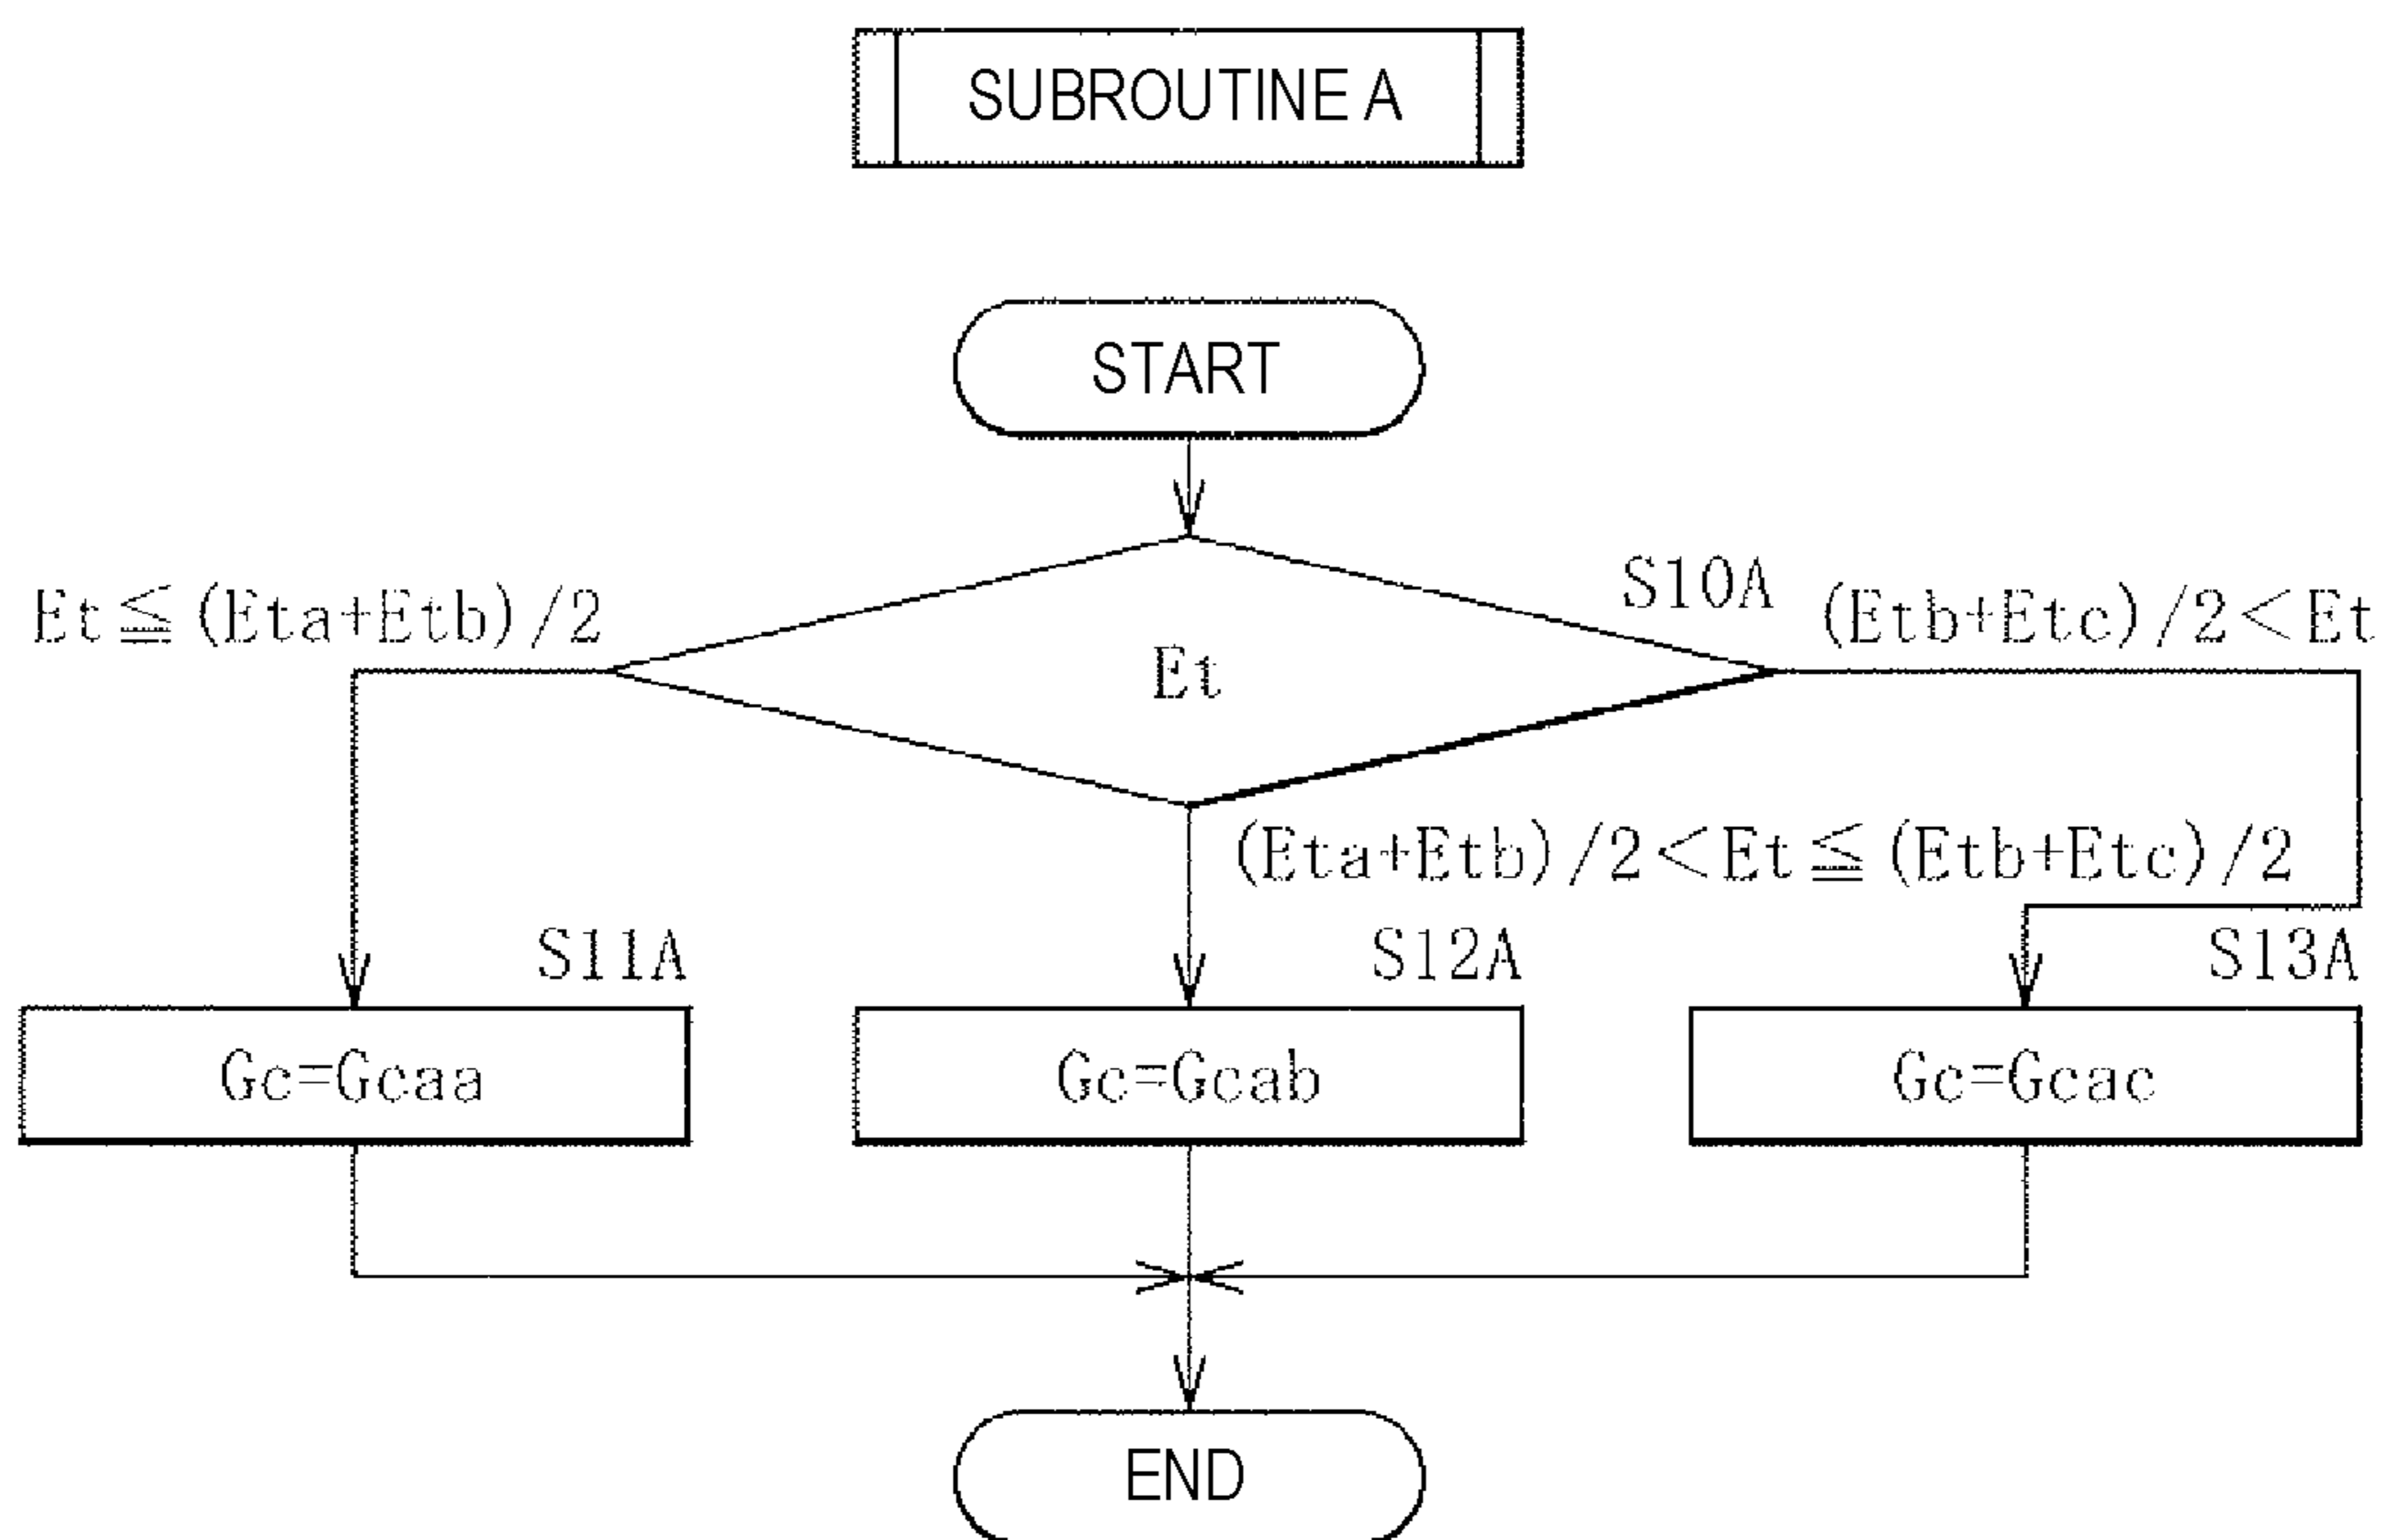 SUBROUTINE A
START
S10A
Et≦(Eta+Etb)/2
(Etb+Etc)/2<Et
Et
(Eta+Etb)/2<Et≦(Etb+Etc)/2
S11A
S12A
S13A
Gc=Gcaa
Gc=Gcab
Gc=Gcac
END